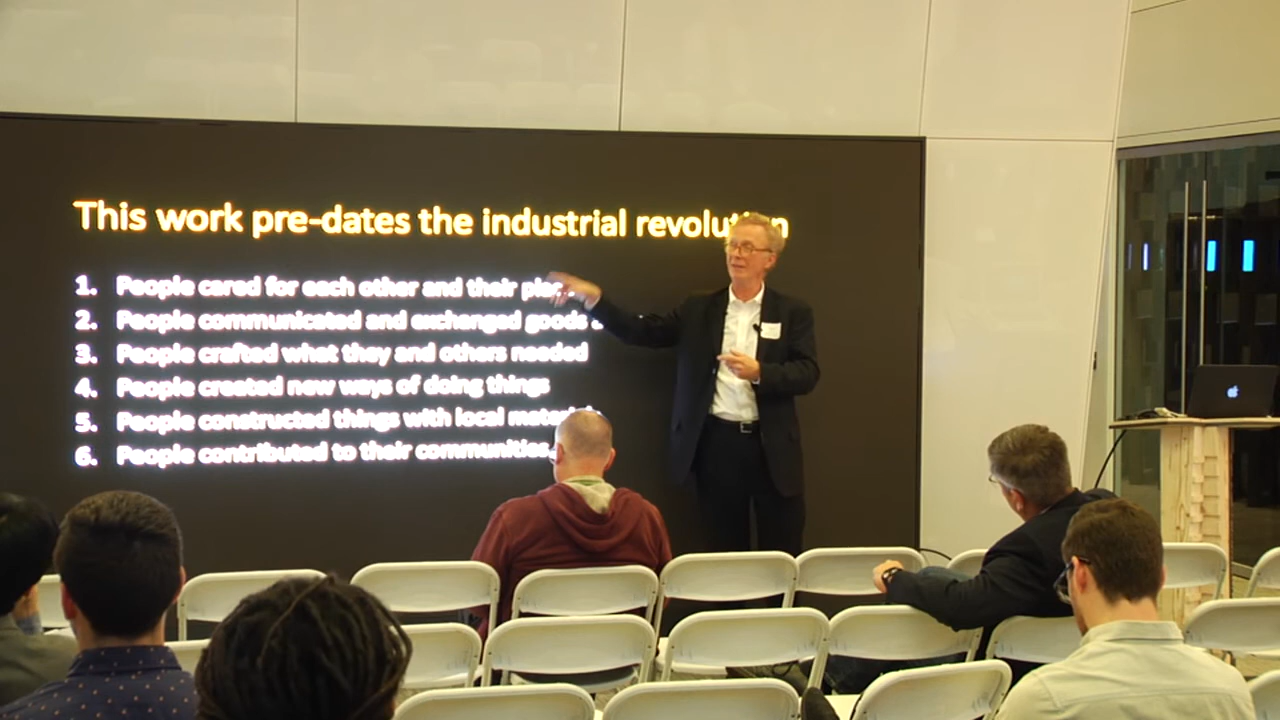 This work pre-dates the industrial revolution
1. People cared for each other and their
2. People communicated and exchanged goods
3. People crafted what they and others needed
4. People created new ways of doing things
5. People constructed things with local materials
6. People contributed to their communities